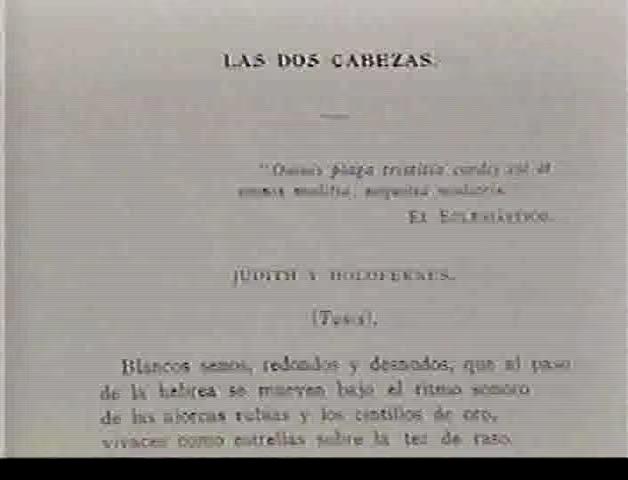 LAS DOS CABEZAS.
"Omnis plaga tristitia cordis est et
omnis malitia, nequitia mulieris.
EL ECLESIÁSTICO.
JUDITH Y HOLOFERNES.
(Tesis).
Blancos senos, redondos y desnudos, que al paso
de la hebrea se mueven bajo el ritmo sonoro
de las ajorcas rubias y los cintillos de oro,
vivaces como estrellas sobre la tez de raso.